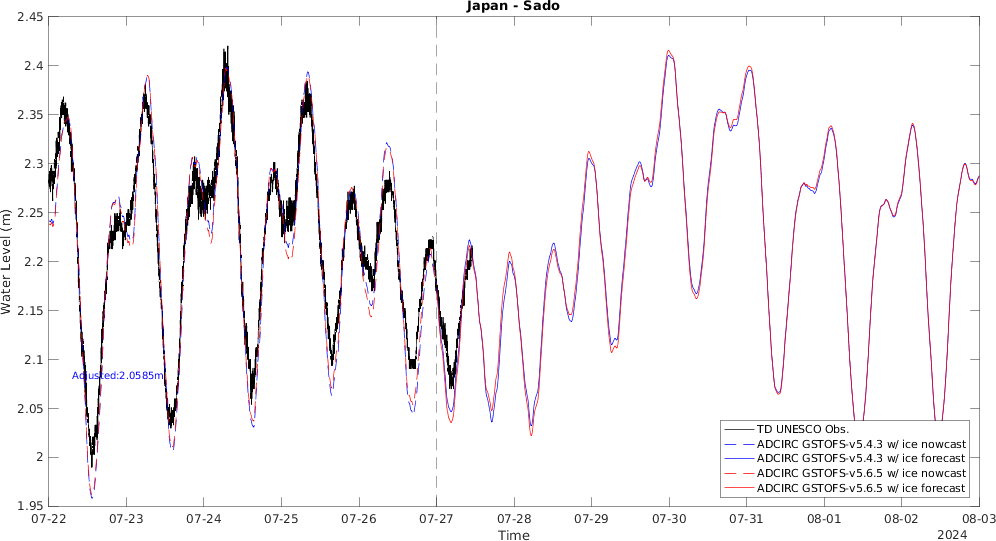 Japan - Sado
2.45
2.4
2.35
2.3
2.25
2.2
2.15
2.1
2.05
2
1.95
Water Level (m)
Adjusted:2.0585m
TD UNESCO Obs.
ADCIRC GSTOFS-v5.4.3 w/ ice nowcast
ADCIRC GSTOFS-v5.4.3 w/ ice forecast
ADCIRC GSTOFS-v5.6.5 w/ ice nowcast
ADCIRC GSTOFS-v5.6.5 w/ ice forecast
07-22 07-23 07-24 07-25 07-26 07-27 07-28 07-29 07-30 07-31 08-01 08-02 08-03
Time
2024